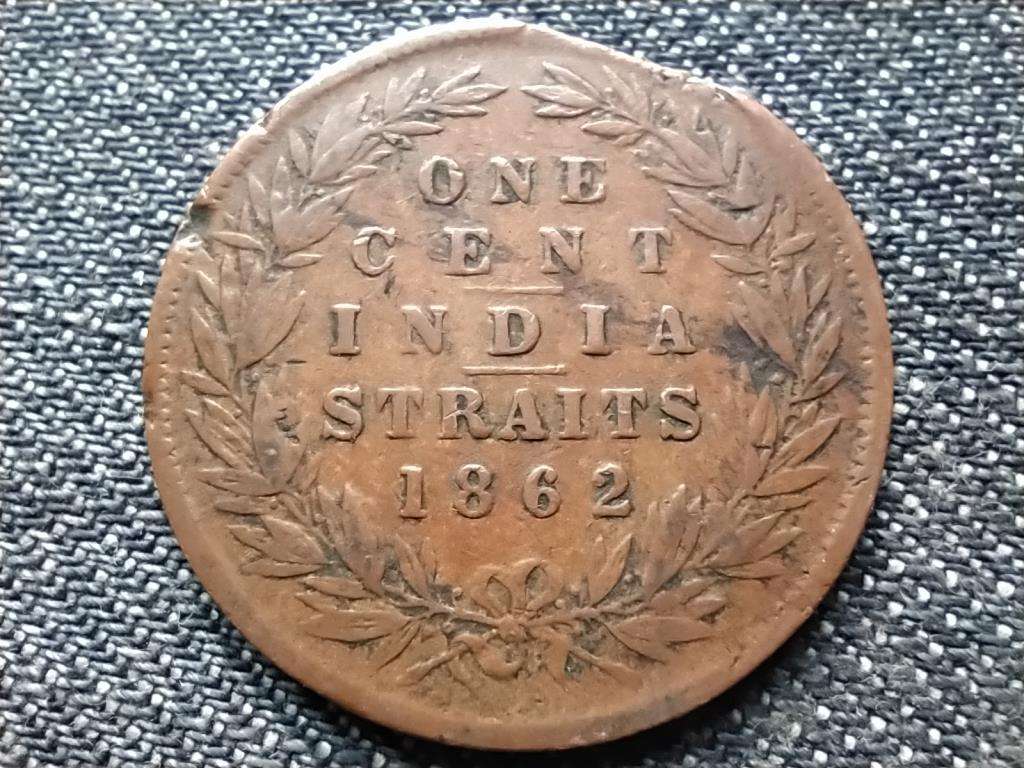 ONE
CENT
INDIA
STRAITS
1862